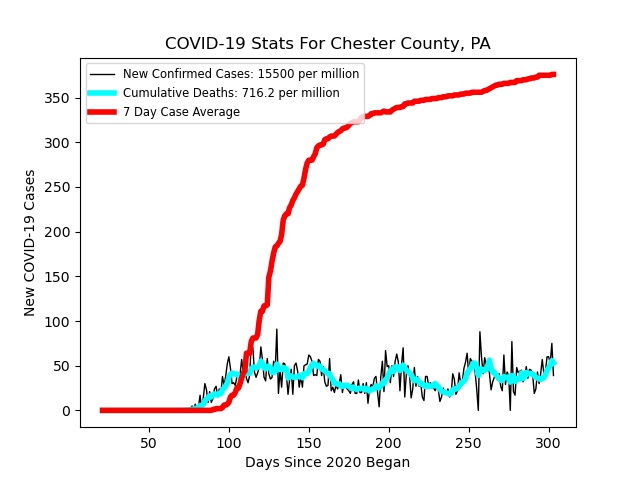 COVID-19 Stats For Chester County, PA
New Confirmed Cases: 15500 per million
Cumulative Deaths: 716.2 per million
7 Day Case Average
New COVID-19 Cases
350
300
250
200
150
100
50
0
50 100 150 200 250 300
Days Since 2020 Began